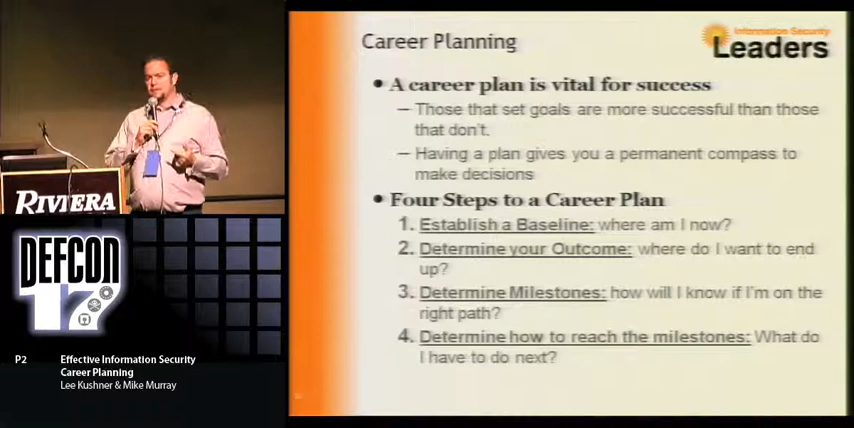 RIVIERA
DEFCON
17
P2
Effective Information Security
Career Planning
Lee Kushner & Mike Murray
Career Planning
Information Security
Leaders
• A career plan is vital for success
– Those that set goals are more successful than those
that don't.
– Having a plan gives you a permanent compass to
make decisions
• Four Steps to a Career Plan
1. Establish a Baseline: where am I now?
2. Determine your Outcome: where do I want to end
up?
3. Determine Milestones: how will I know if I'm on the
right path?
4. Determine how to reach the milestones: What do
I have to do next?